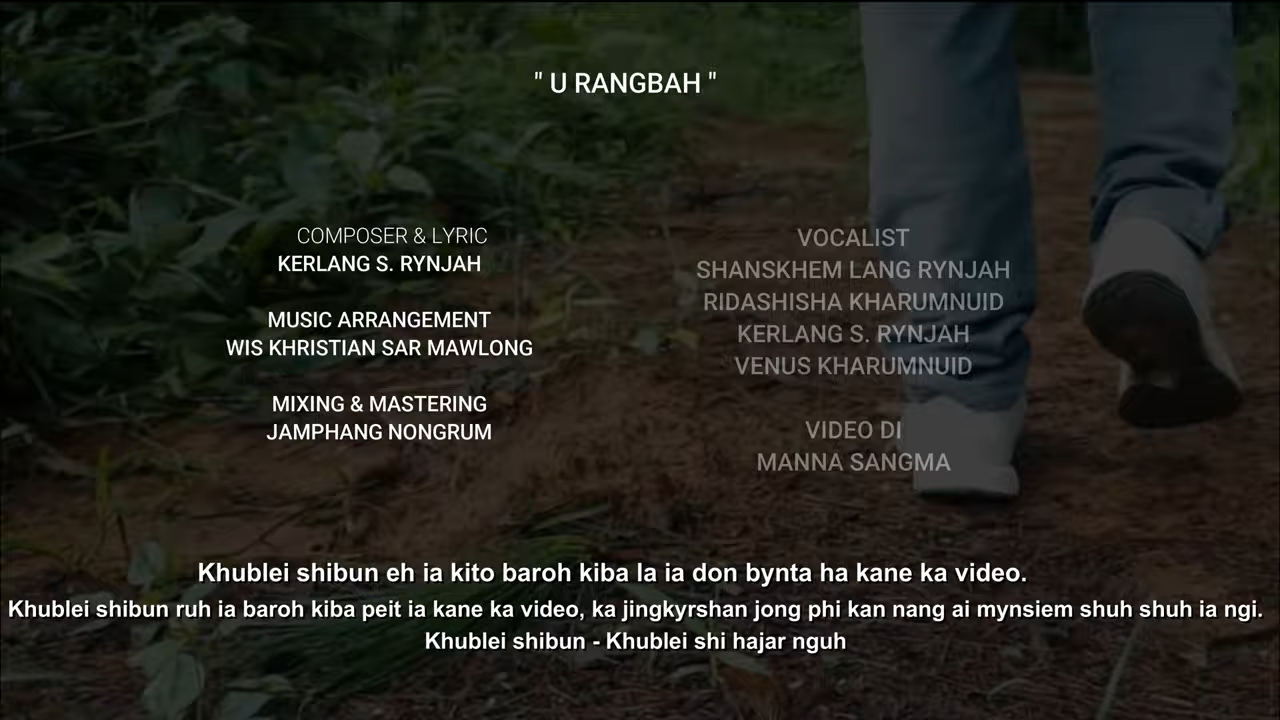 " U RANGBAH "
COMPOSER & LYRIC
KERLANG S. RYNJAH
MUSIC ARRANGEMENT
WIS KHRISTIAN SAR MAWLONG
MIXING & MASTERING
JAMPHANG NONGRUM
VOCALIST
SHANSKHEM LANG RYNJAH
RIDASHISHA KHARUMNUID
KERLANG S. RYNJAH
VENUS KHARUMNUID
VIDEO DI
MANNA SANGMA
Khublei shibun eh ia kito baroh kiba la ia don bynta ha kane ka video.
Khublei shibun ruh ia baroh kiba peit ia kane ka video, ka jingkyrshan jong phi kan nang ai mynsiem shuh shuh ia ngi.
Khublei shibun - Khublei shi hajar nguh